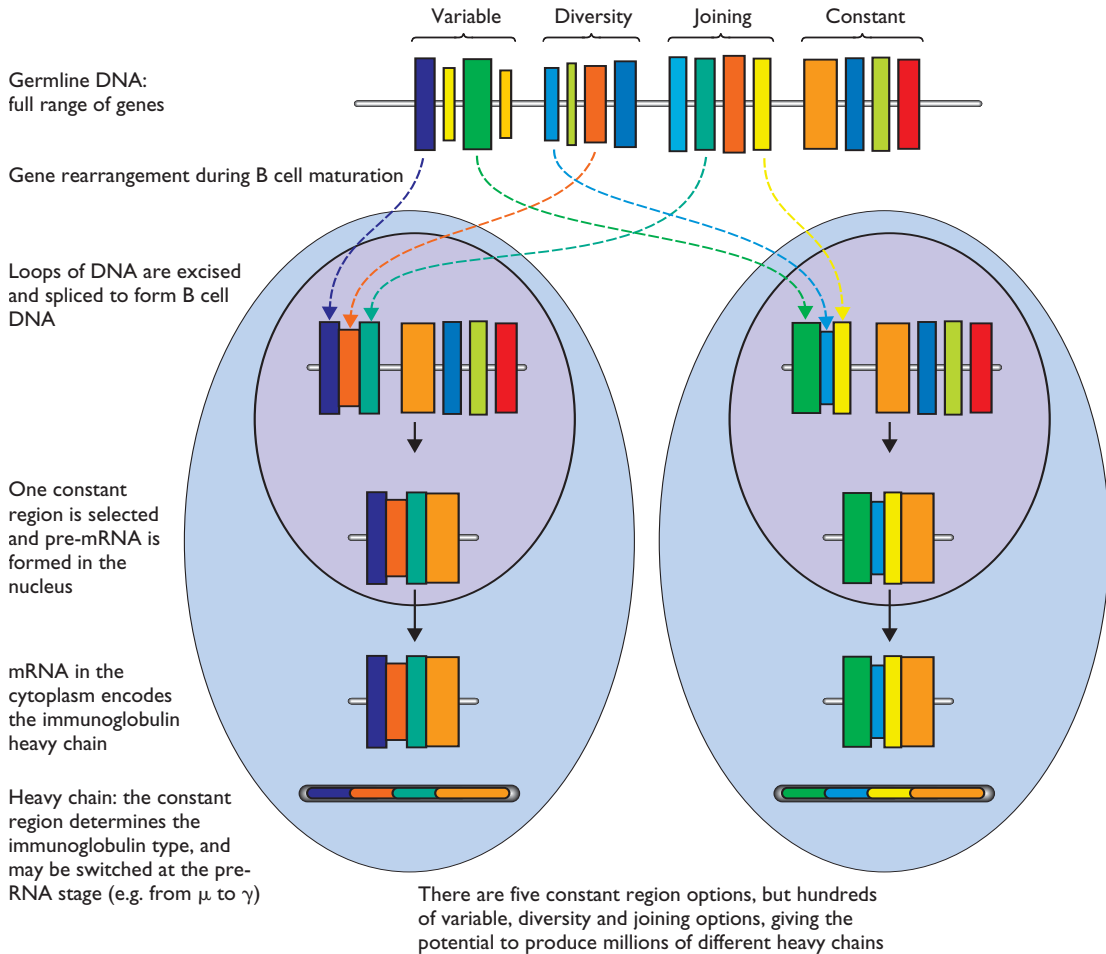 Variable Diversity Joining Constant
Germline DNA:
full range of genes
Gene rearrangement during B cell maturation
Loops of DNA are excised
and spliced to form B cell
DNA
One constant
region is selected
and pre-mRNA is
formed in the
nucleus
mRNA in the
cytoplasm encodes
the immunoglobulin
heavy chain
Heavy chain: the constant
region determines the
immunoglobulin type, and
may be switched at the pre-
RNA stage (e.g. from μ to γ)
There are five constant region options, but hundreds
of variable, diversity and joining options, giving the
potential to produce millions of different heavy chains